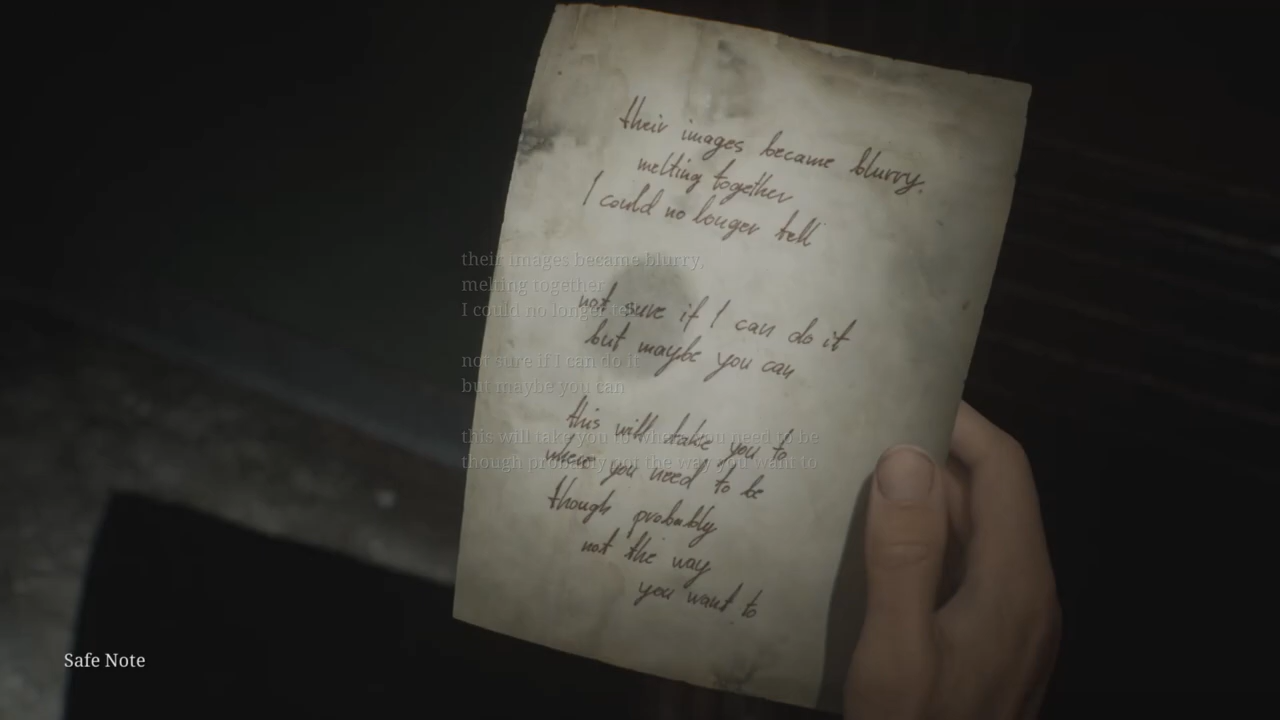 their images became blurry,
melting together
I could no longer tell
not sure if I can do it
but maybe you can
this will take you to
where you need to be
though probably
not the way
you want to
their images became blurry,
melting together
I could no longer tell
not sure if I can do it
but maybe you can
this will take you to where you need to be
though probably not the way you want to
Safe Note